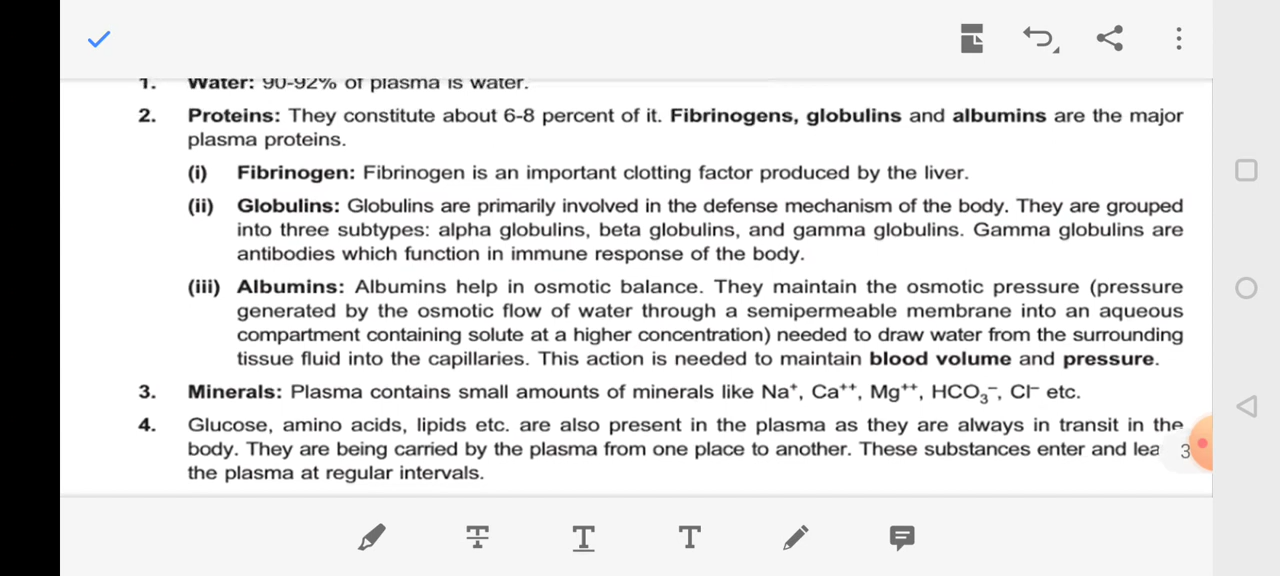 1. Water: 90-92% of plasma is water.
2. Proteins: They constitute about 6-8 percent of it. Fibrinogens, globulins and albumins are the major
plasma proteins.
(i) Fibrinogen: Fibrinogen is an important clotting factor produced by the liver.
(ii) Globulins: Globulins are primarily involved in the defense mechanism of the body. They are grouped
into three subtypes: alpha globulins, beta globulins, and gamma globulins. Gamma globulins are
antibodies which function in immune response of the body.
(iii) Albumins: Albumins help in osmotic balance. They maintain the osmotic pressure (pressure
generated by the osmotic flow of water through a semipermeable membrane into an aqueous
compartment containing solute at a higher concentration) needed to draw water from the surrounding
tissue fluid into the capillaries. This action is needed to maintain blood volume and pressure.
3. Minerals: Plasma contains small amounts of minerals like Na⁺, Ca⁺⁺, Mg⁺⁺, HCO₃⁻, Cl⁻ etc.
4. Glucose, amino acids, lipids etc. are also present in the plasma as they are always in transit in the
body. They are being carried by the plasma from one place to another. These substances enter and lea
3
the plasma at regular intervals.
T T T